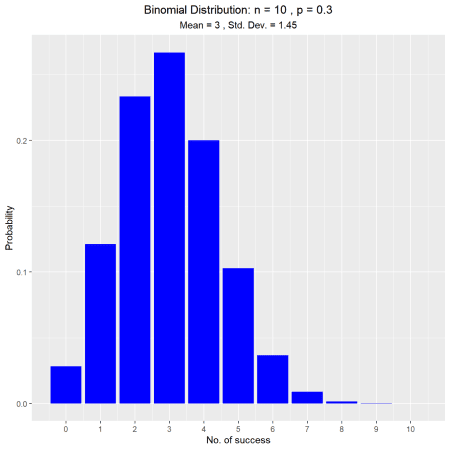 Binomial Distribution: n = 10 , p = 0.3
Mean = 3 , Std. Dev. = 1.45
Probability
0.2
0.1
0.0
0 1 2 3 4 5 6 7 8 9 10
No. of success